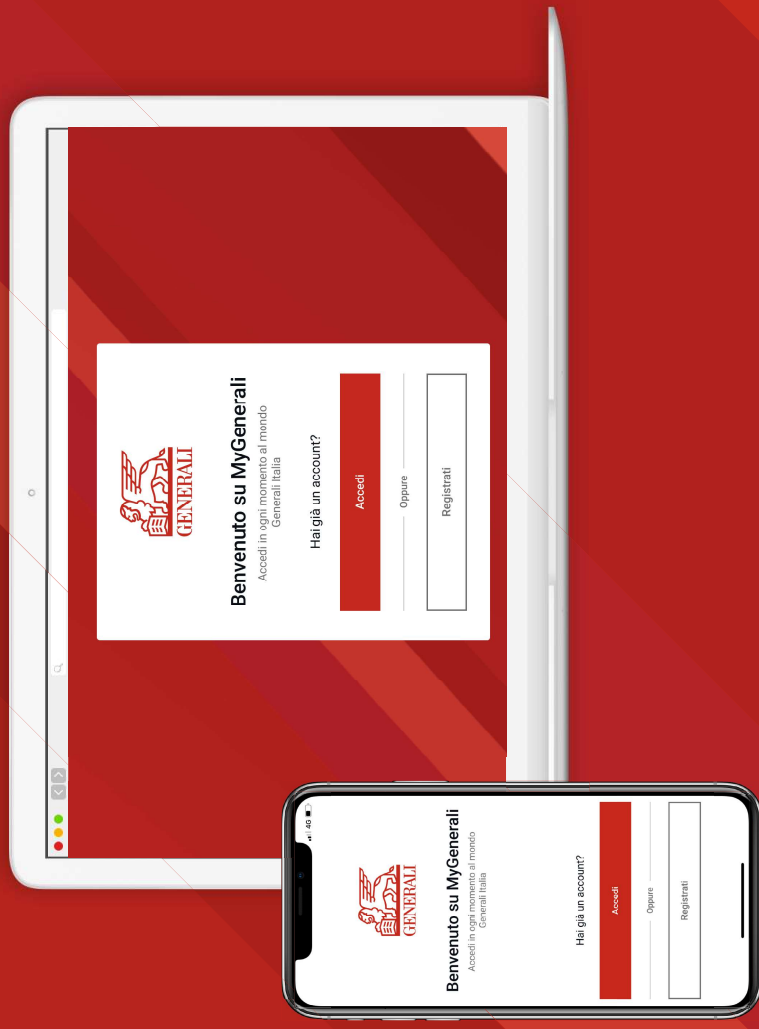 GENERALI
Benvenuto su MyGenerali
Accedi in ogni momento al mondo
Generali Italia
Hai già un account?
Accedi
Oppure
Registrati
4G
GENERALI
Benvenuto su MyGenerali
Accedi in ogni momento al mondo
Generali Italia
Hai già un account?
Accedi
Oppure
Registrati